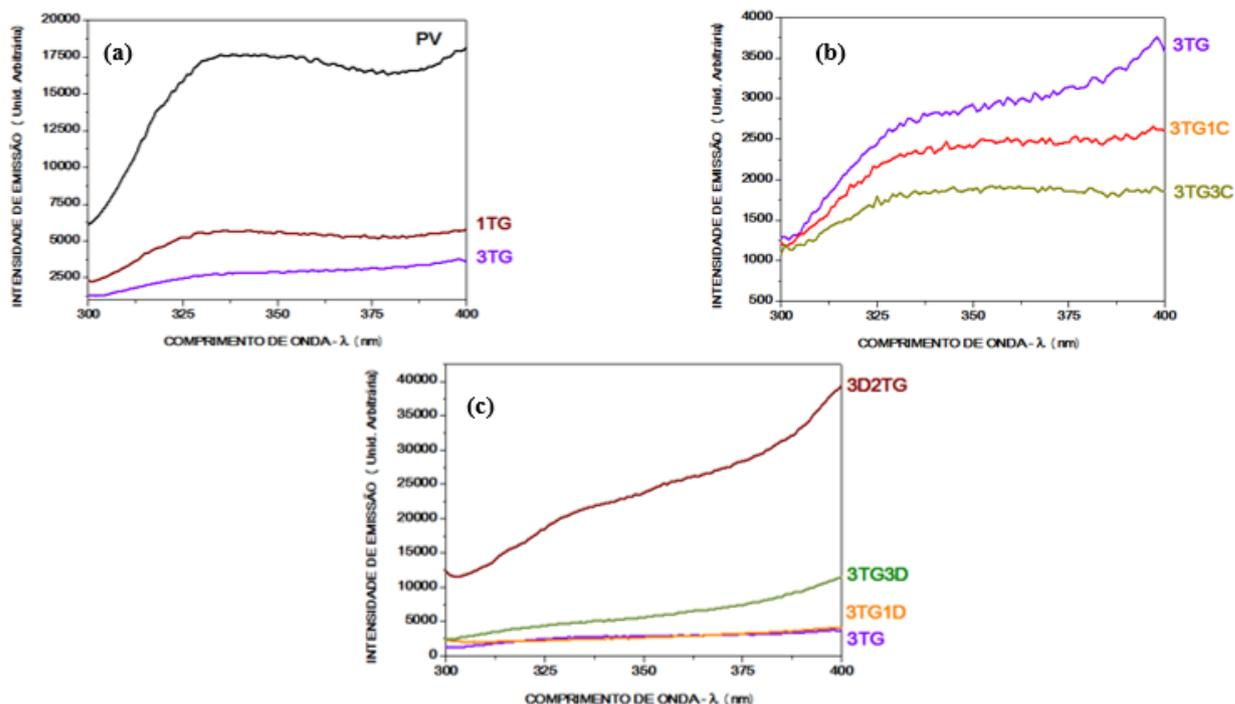 (a)
PV
1TG
3TG
20000
17500
15000
12500
10000
7500
5000
2500
300
325
350
375
400
INTENSIDADE DE EMISSÃO ( Unid. Arbitrária)
COMPRIMENTO DE ONDA - λ ( nm)
(b)
3TG
3TG1C
3TG3C
4000
3500
3000
2500
2000
1500
1000
500
300
325
350
375
400
INTENSIDADE DE EMISSÃO ( Unid. Arbitrária)
COMPRIMENTO DE ONDA - λ ( nm)
(c)
3D2TG
3TG3D
3TG1D
3TG
40000
35000
30000
25000
20000
15000
10000
5000
0
300
325
350
375
400
INTENSIDADE DE EMISSÃO ( Unid. Arbitrária)
COMPRIMENTO DE ONDA - λ ( nm)